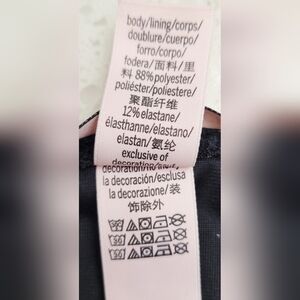 body/lining/corps/
doublure/cuerpo/
forro/corpo/
fodera/面料/里
料 88% polyester/
poliéster/poliestere/
聚酯纤维
12% elastane/
élasthanne/elastano/
elastan/氨纶
exclusive of
decoration/
la decoración/esclusa
la decorazione/装
饰除外